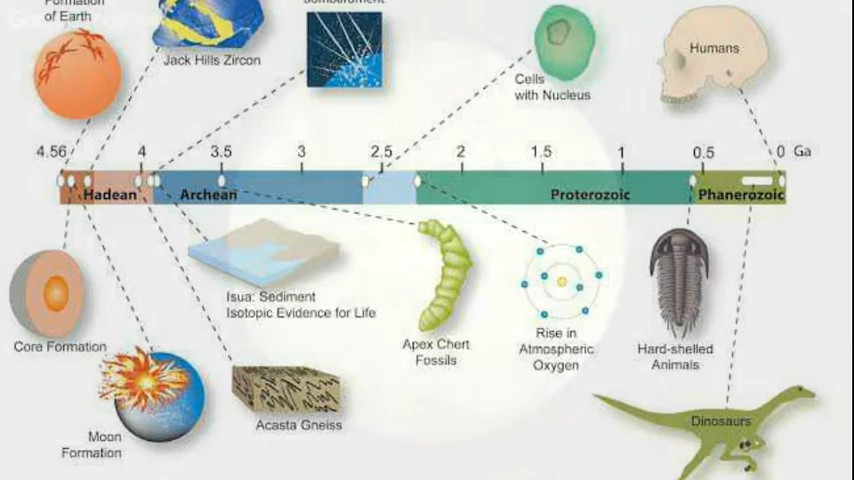 of Earth
Jack Hills Zircon
Cells
with Nucleus
Humans
4.56 4 3.5 3 2.5 2 1.5 1 0.5 0 Ga
Hadean Archean Proterozoic Phanerozoic
Isua: Sediment
Isotopic Evidence for Life
Core Formation
Apex Chert
Fossils
Rise in
Atmospheric
Oxygen
Hard-shelled
Animals
Moon
Formation
Acasta Gneiss
Dinosaurs